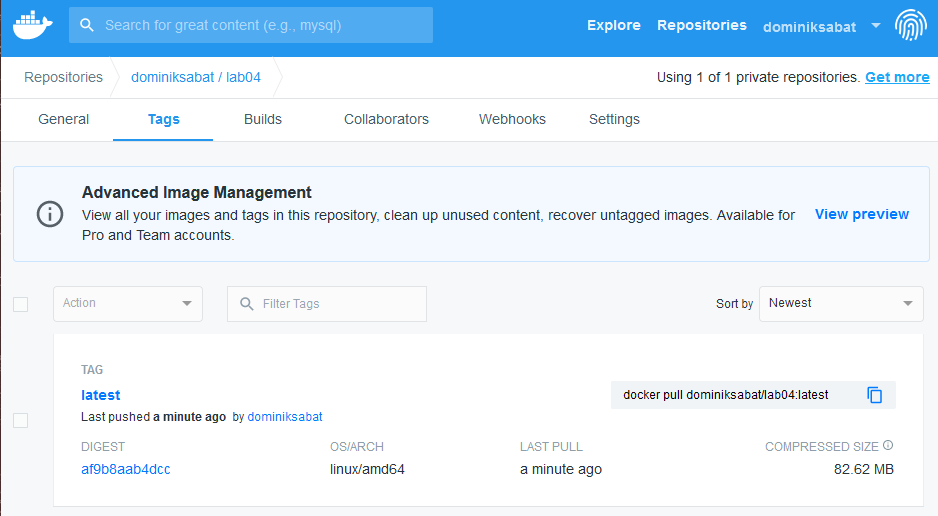 Search for great content (e.g., mysql)
Explore
Repositories
dominiksabat
Repositories
dominiksabat / lab04
Using 1 of 1 private repositories. Get more
General
Tags
Builds
Collaborators
Webhooks
Settings
Advanced Image Management
View all your images and tags in this repository, clean up unused content, recover untagged images. Available for
Pro and Team accounts.
View preview
Action
Filter Tags
Sort by
Newest
TAG
latest
docker pull dominiksabat/lab04:latest
Last pushed a minute ago by dominiksabat
DIGEST
OS/ARCH
LAST PULL
COMPRESSED SIZE
af9b8aab4dcc
linux/amd64
a minute ago
82.62 MB